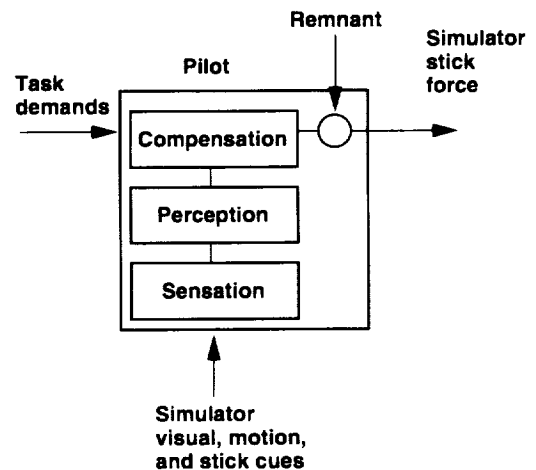 Remnant
Simulator
stick
force
Pilot
Task
demands
Compensation
Perception
Sensation
Simulator
visual, motion,
and stick cues